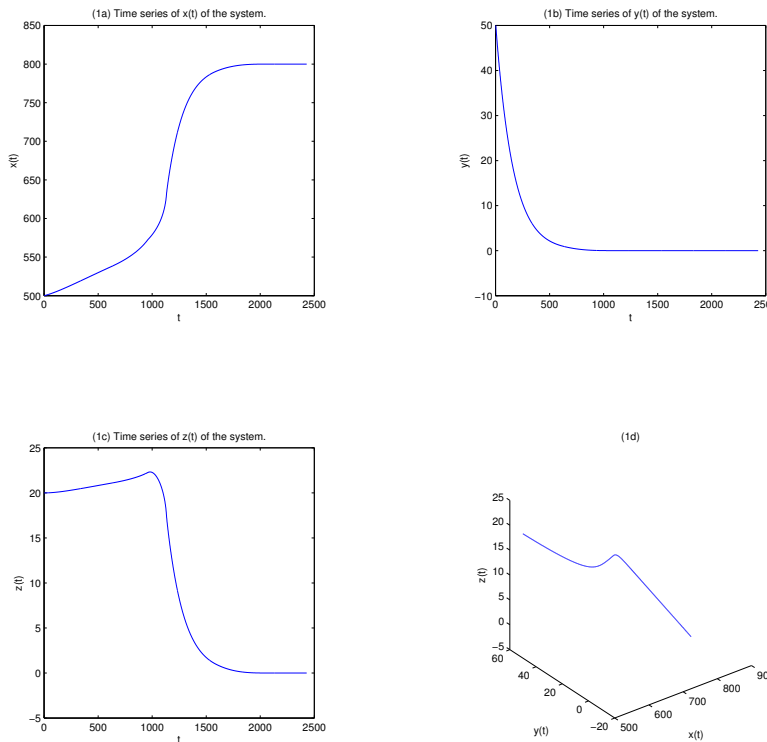 (1a) Time series of x(t) of the system.
850
800
750
700
650
600
550
500
x(t)
0 500 1000 1500 2000 2500
t
(1b) Time series of y(t) of the system.
50
40
30
20
10
0
−10
y(t)
0 500 1000 1500 2000 250
t
(1c) Time series of z(t) of the system.
25
20
15
10
5
0
−5
z(t)
0 500 1000 1500 2000 2500
t
(1d)
25
20
15
10
5
0
−5
z(t)
60
40
20
0
−20
y(t)
500 600 700 800 90
x(t)